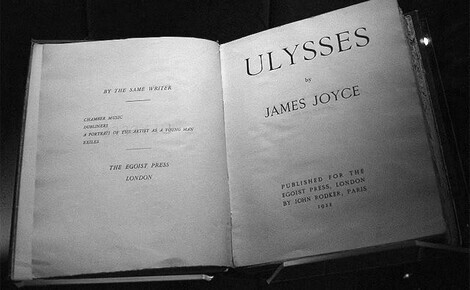 BY THE SAME WRITER
CHAMBER MUSIC
DUBLINERS
A PORTRAIT OF THE ARTIST AS A YOUNG MAN
EXILES
THE EGOIST PRESS
LONDON
ULYSSES
by
JAMES JOYCE
PUBLISHED FOR THE
EGOIST PRESS, LONDON
BY JOHN RODKER, PARIS
1922